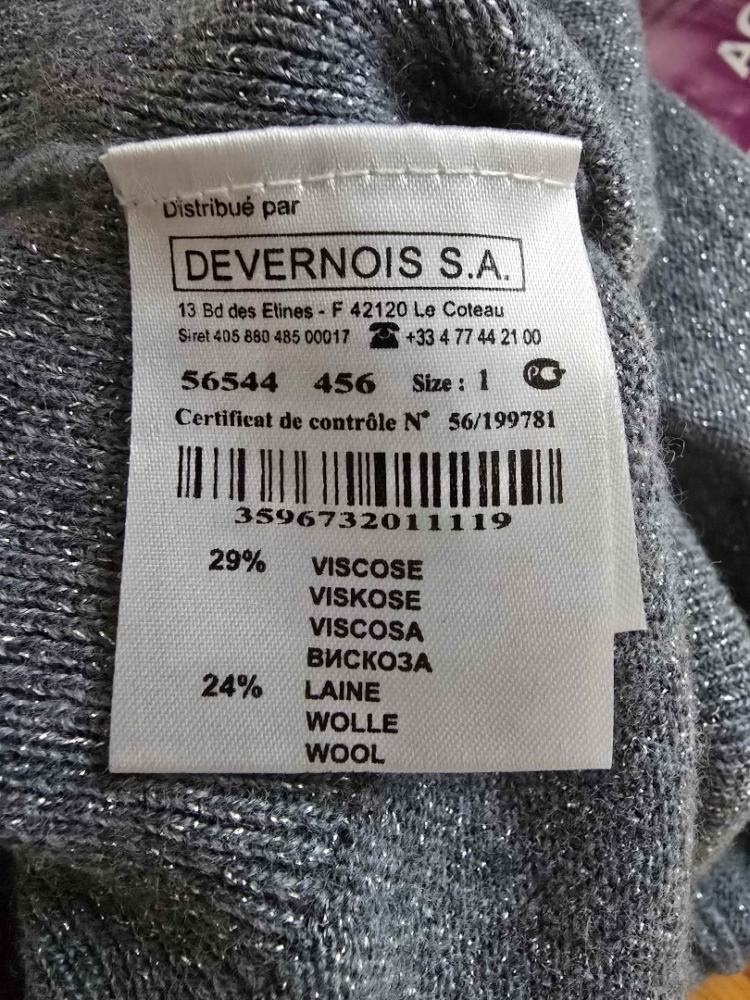 Distribué par
DEVERNOIS S.A.
13 Bd des Etines - F 42120 Le Coteau
Siret 405 880 485 00017 ☎ +33 4 77 44 21 00
56544 456 Size : 1
Certificat de contrôle N° 56/199781
3596732011119
29% VISCOSE
VISKOSE
VISCOSA
ВИСКОЗА
24% LAINE
WOLLE
WOOL